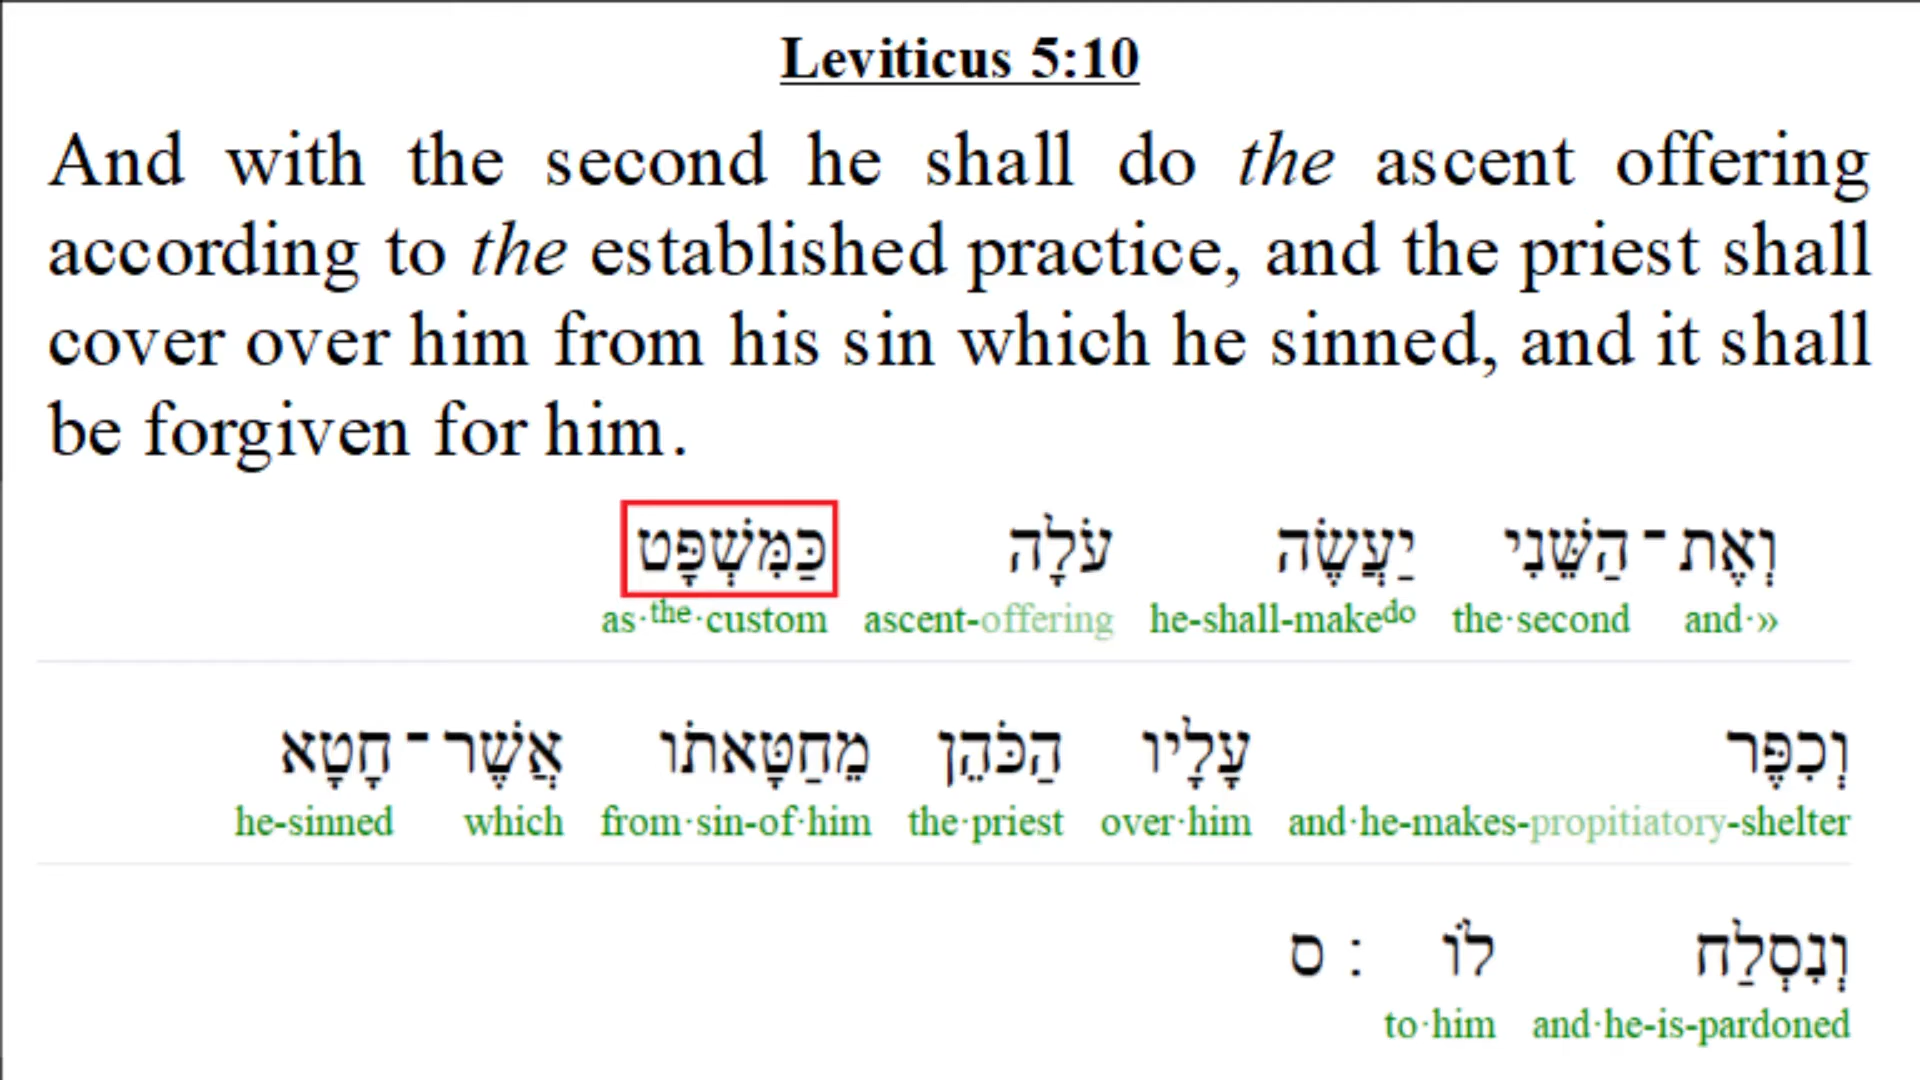 Leviticus 5:10
And with the second he shall do the ascent offering
according to the established practice, and the priest shall
cover over him from his sin which he sinned, and it shall
be forgiven for him.
וְאֶת־הַשֵּׁנִי יַעֲשֶׂה עֹלָה כַּמִּשְׁפָּט
as·the·custom ascent-offering he-shall-makedo the·second and·»
וְכִפֶּר עָלָיו הַכֹּהֵן מֵחַטָּאתוֹ אֲשֶׁר־חָטָא
he-sinned which from·sin-of·him the·priest over·him and·he-makes-propitiatory-shelter
וְנִסְלַח לוֹ : ס
to·him and·he-is-pardoned